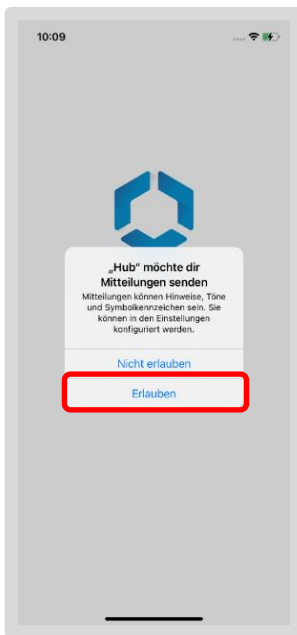 10:09
„Hub" möchte dir
Mitteilungen senden
Mitteilungen können Hinweise, Töne
und Symbolkennzeichen sein. Sie
können in den Einstellungen
konfiguriert werden.
Nicht erlauben
Erlauben